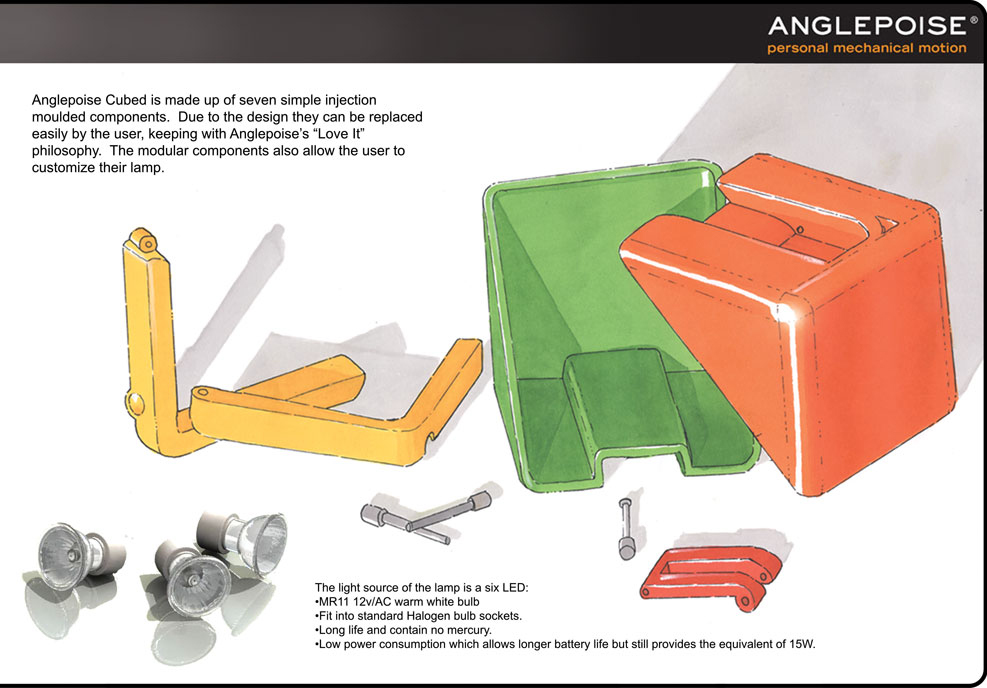 ANGLEPOISE®
personal mechanical motion
Anglepoise Cubed is made up of seven simple injection
moulded components.  Due to the design they can be replaced
easily by the user, keeping with Anglepoise's “Love It”
philosophy.  The modular components also allow the user to
customize their lamp.
The light source of the lamp is a six LED:
•MR11 12v/AC warm white bulb
•Fit into standard Halogen bulb sockets.
•Long life and contain no mercury.
•Low power consumption which allows longer battery life but still provides the equivalent of 15W.